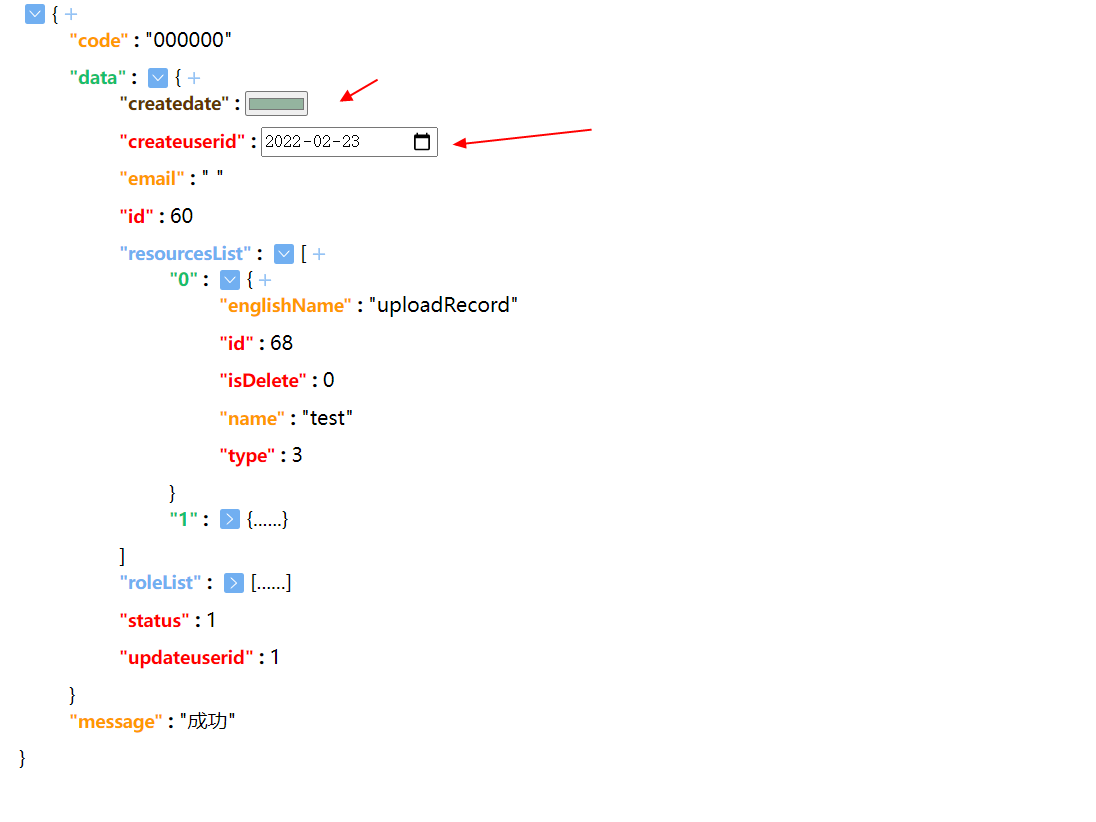 { +
"code" : "000000"
"data" : { +
"createdate" :
"createuserid" : 2022-02-23
"email" : " "
"id" : 60
"resourcesList" : [ +
"0" : { +
"englishName" : "uploadRecord"
"id" : 68
"isDelete" : 0
"name" : "test"
"type" : 3
}
"1" : {......}
]
"roleList" : [......]
"status" : 1
"updateuserid" : 1
}
"message" : "成功"
}